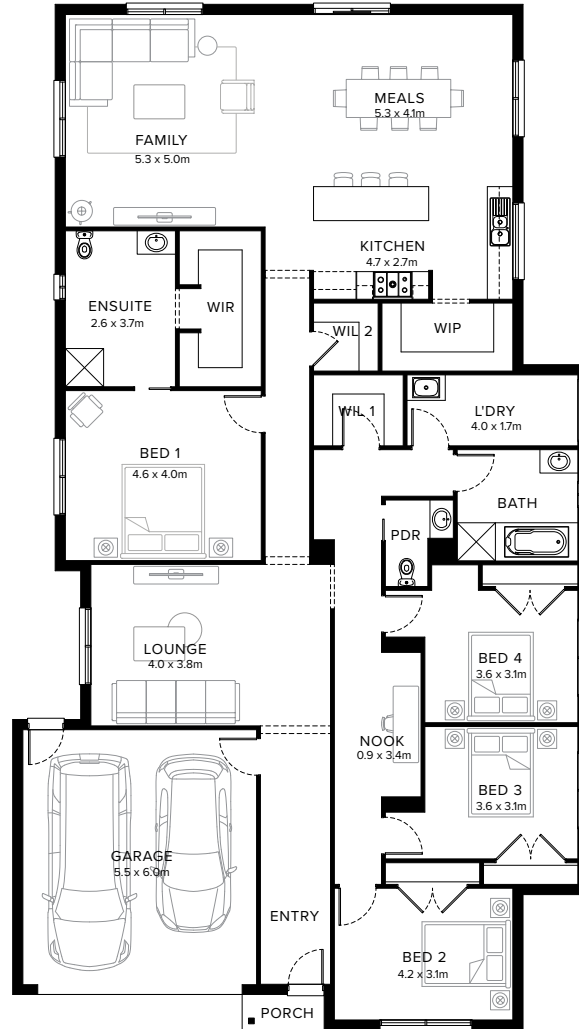 MEALS
5.3 x 4.1m
FAMILY
5.3 x 5.0m
KITCHEN
4.7 x 2.7m
ENSUITE
2.6 x 3.7m
WIR
WIL 2
WIP
WIL 1
L'DRY
4.0 x 1.7m
BED 1
4.6 x 4.0m
BATH
PDR
LOUNGE
4.0 x 3.8m
BED 4
3.6 x 3.1m
NOOK
0.9 x 3.4m
BED 3
3.6 x 3.1m
GARAGE
5.5 x 6.0m
ENTRY
BED 2
4.2 x 3.1m
PORCH